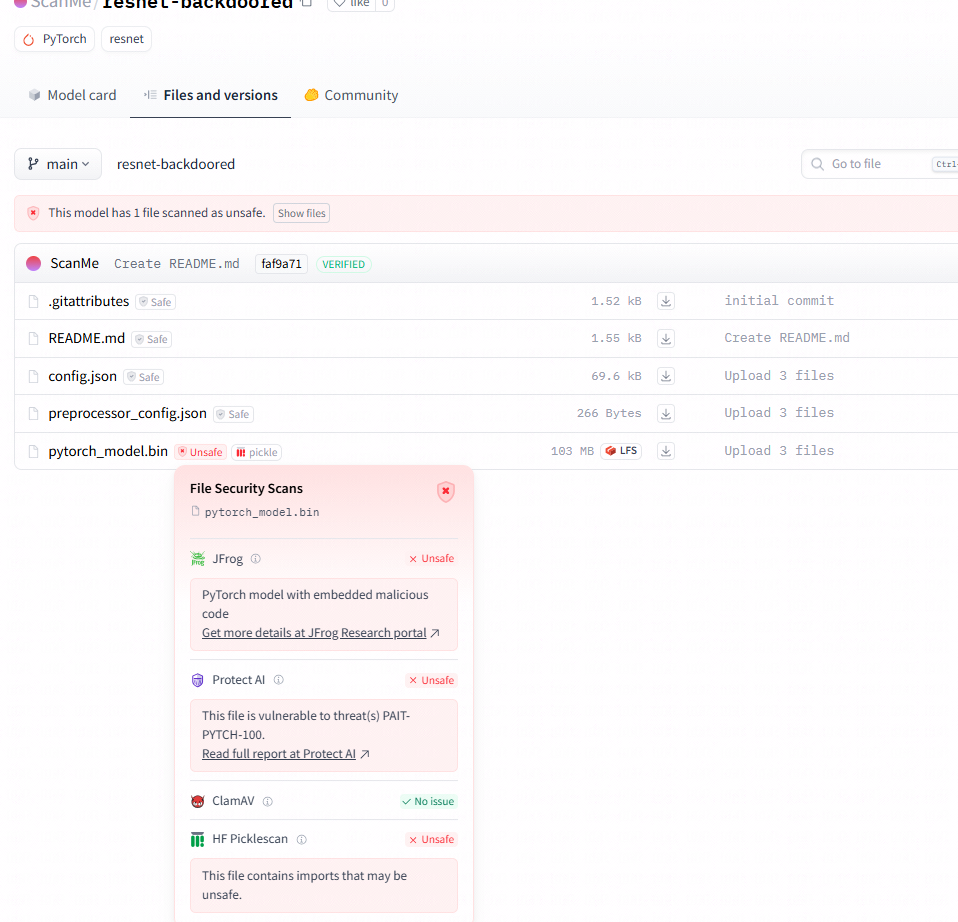 ScanMe/resnet-backdoored like 0
PyTorch resnet
Model card Files and versions Community
main resnet-backdoored Go to file Ctrl
This model has 1 file scanned as unsafe. Show files
ScanMe Create README.md faf9a71 VERIFIED
.gitattributes Safe 1.52 kB initial commit
README.md Safe 1.55 kB Create README.md
config.json Safe 69.6 kB Upload 3 files
preprocessor_config.json Safe 266 Bytes Upload 3 files
pytorch_model.bin Unsafe pickle 103 MB LFS Upload 3 files
File Security Scans
pytorch_model.bin
JFrog Unsafe
PyTorch model with embedded malicious
code
Get more details at JFrog Research portal
Protect AI Unsafe
This file is vulnerable to threat(s) PAIT-
PYTCH-100.
Read full report at Protect AI
ClamAV No issue
HF Picklescan Unsafe
This file contains imports that may be
unsafe.